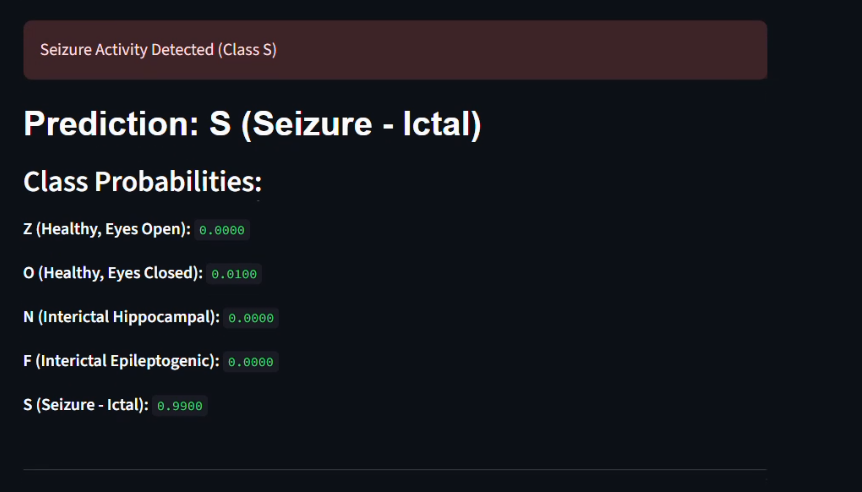 Seizure Activity Detected (Class S)
Prediction: S (Seizure - Ictal)
Class Probabilities:
Z (Healthy, Eyes Open): 0.0000
O (Healthy, Eyes Closed): 0.0100
N (Interictal Hippocampal): 0.0000
F (Interictal Epileptogenic): 0.0000
S (Seizure - Ictal): 0.9900